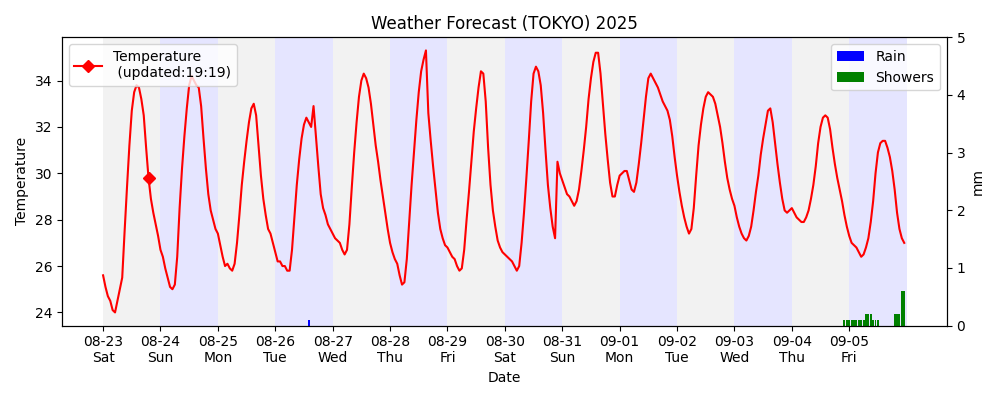 Weather Forecast (TOKYO) 2025
Temperature
(updated:19:19)
Rain
Showers
Temperature
34
32
30
28
26
24
5
4
3
2
1
0
mm
08-23 08-24 08-25 08-26 08-27 08-28 08-29 08-30 08-31 09-01 09-02 09-03 09-04 09-05
Sat Sun Mon Tue Wed Thu Fri Sat Sun Mon Tue Wed Thu Fri
Date